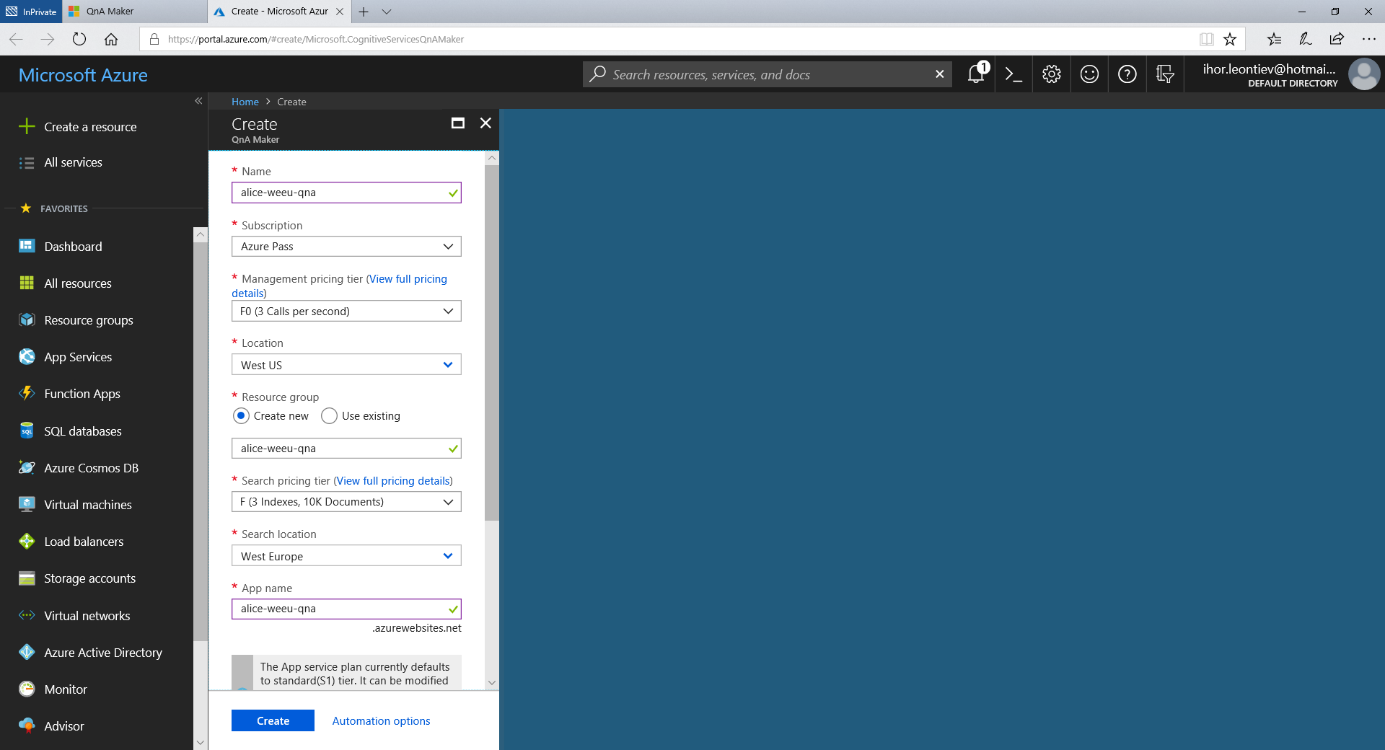 InPrivate
QnA Maker
Create - Microsoft Azur
https://portal.azure.com/#create/Microsoft.CognitiveServicesQnAMaker
Microsoft Azure
Search resources, services, and docs
1
ihor.leontiev@hotmai...
DEFAULT DIRECTORY
Create a resource
All services
FAVORITES
Dashboard
All resources
Resource groups
App Services
Function Apps
SQL
SQL databases
Azure Cosmos DB
Virtual machines
Load balancers
Storage accounts
Virtual networks
Azure Active Directory
Monitor
Advisor
Home > Create
Create
QnA Maker
* Name
alice-weeu-qna
* Subscription
Azure Pass
* Management pricing tier (View full pricing
details)
F0 (3 Calls per second)
* Location
West US
* Resource group
Create new Use existing
alice-weeu-qna
* Search pricing tier (View full pricing details)
F (3 Indexes, 10K Documents)
* Search location
West Europe
* App name
alice-weeu-qna
.azurewebsites.net
The App service plan currently defaults
to standard(S1) tier. It can be modified
Create
Automation options